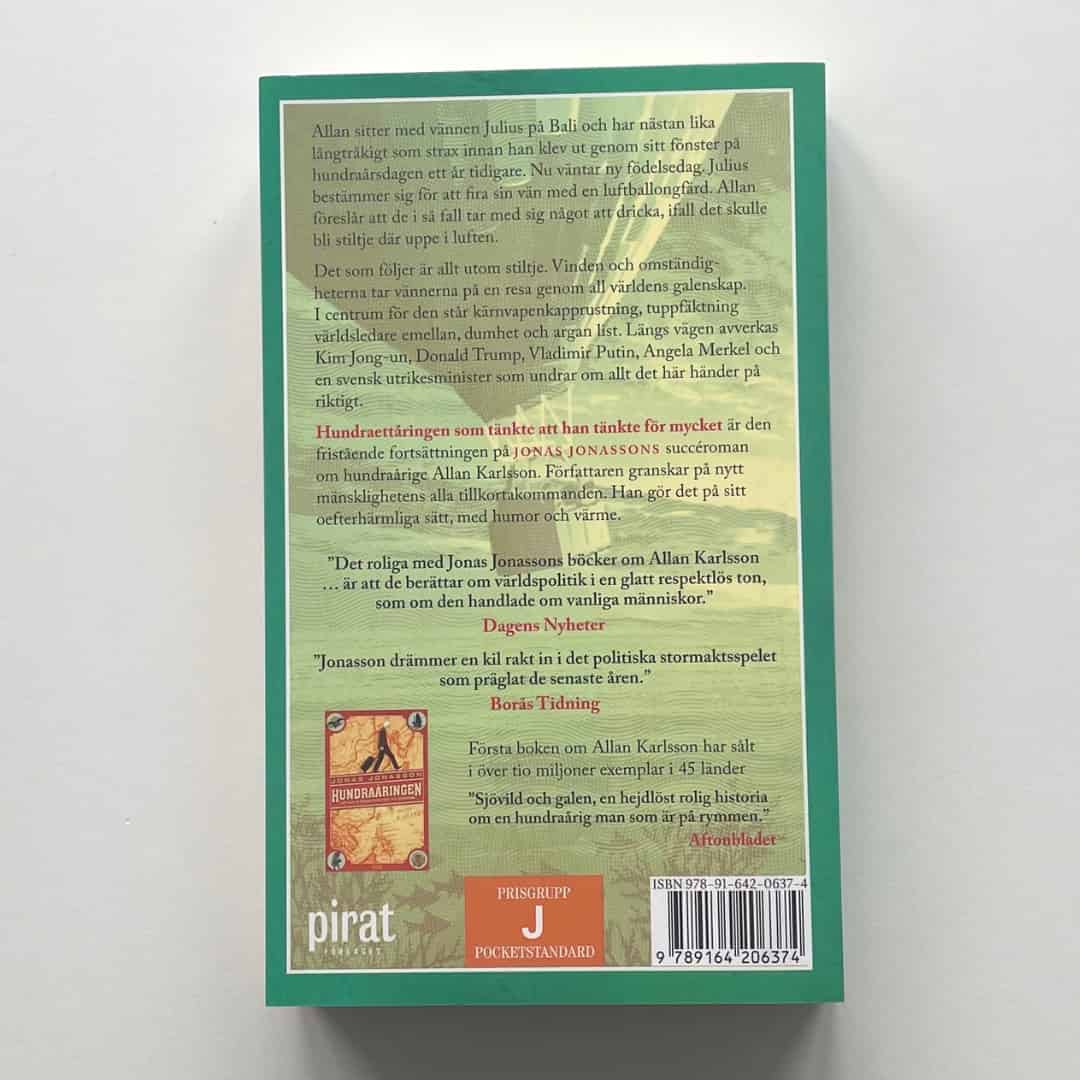 Allan sitter med vännen Julius på Bali och har nästan lika
långtråkigt som strax innan han klev ut genom sitt fönster på
hundraårsdagen ett år tidigare. Nu väntar ny födelsedag. Julius
bestämmer sig för att fira sin vän med en luftballongfärd. Allan
föreslår att de i så fall tar med sig något att dricka, ifall det skulle
bli stiltje där uppe i luften.
Det som följer är allt utom stiltje. Vinden och omständig-
heterna tar vännerna på en resa genom all världens galenskap.
I centrum för den står kärnvapenkapprustning, tuppfäktning
världsledare emellan, dumhet och argan list. Längs vägen avverkas
Kim Jong-un, Donald Trump, Vladimir Putin, Angela Merkel och
en svensk utrikesminister som undrar om allt det här händer på
riktigt.
Hundraettåringen som tänkte att han tänkte för mycket är den
fristående fortsättningen på JONAS JONASSONS succéroman
om hundraårige Allan Karlsson. Författaren granskar på nytt
mänsklighetens alla tillkortakommanden. Han gör det på sitt
oefterhärmliga sätt, med humor och värme.
”Det roliga med Jonas Jonassons böcker om Allan Karlsson
… är att de berättar om världspolitik i en glatt respektlös ton,
som om den handlade om vanliga människor.”
Dagens Nyheter
”Jonasson drämmer en kil rakt in i det politiska stormaktsspelet
som präglat de senaste åren.”
Borås Tidning
Första boken om Allan Karlsson har sålt
i över tio miljoner exemplar i 45 länder
”Sjövild och galen, en hejdlöst rolig historia
om en hundraårig man som är på rymmen.”
Aftonbladet
JONAS JONASSON
HUNDRAÅRINGEN
pirat
FÖRLAGET
PRISGRUPP
J
POCKETSTANDARD
ISBN 978-91-642-0637-4
9 789164 206374